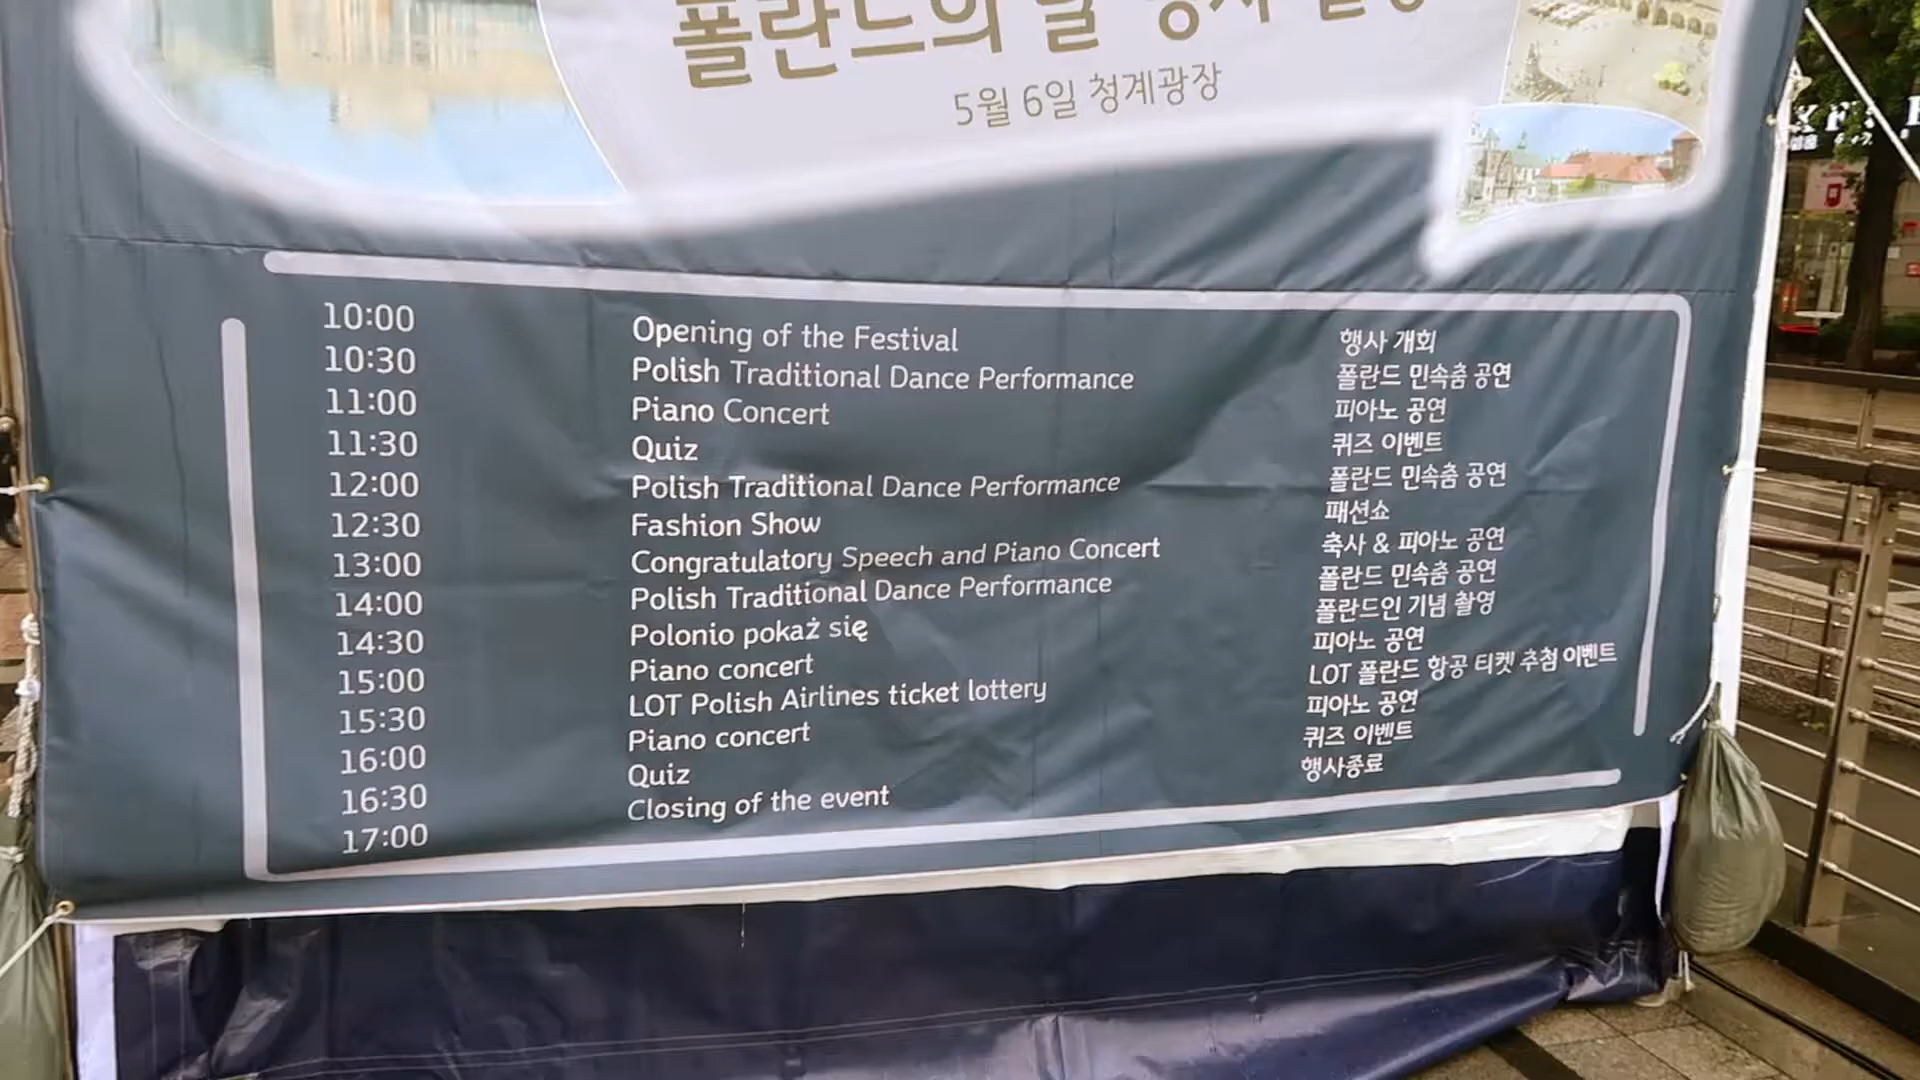 폴란드의 날 행사 일정
5월 6일 청계광장
10:00 Opening of the Festival 행사 개회
10:30 Polish Traditional Dance Performance 폴란드 민속춤 공연
11:00 Piano Concert 피아노 공연
11:30 Quiz 퀴즈 이벤트
12:00 Polish Traditional Dance Performance 폴란드 민속춤 공연
12:30 Fashion Show 패션쇼
13:00 Congratulatory Speech and Piano Concert 축사 & 피아노 공연
14:00 Polish Traditional Dance Performance 폴란드 민속춤 공연
14:30 Polonio pokaż się 폴란드인 기념 촬영
15:00 Piano concert 피아노 공연
15:30 LOT Polish Airlines ticket lottery LOT 폴란드 항공 티켓 추첨 이벤트
16:00 Piano concert 피아노 공연
16:30 Quiz 퀴즈 이벤트
17:00 Closing of the event 행사종료